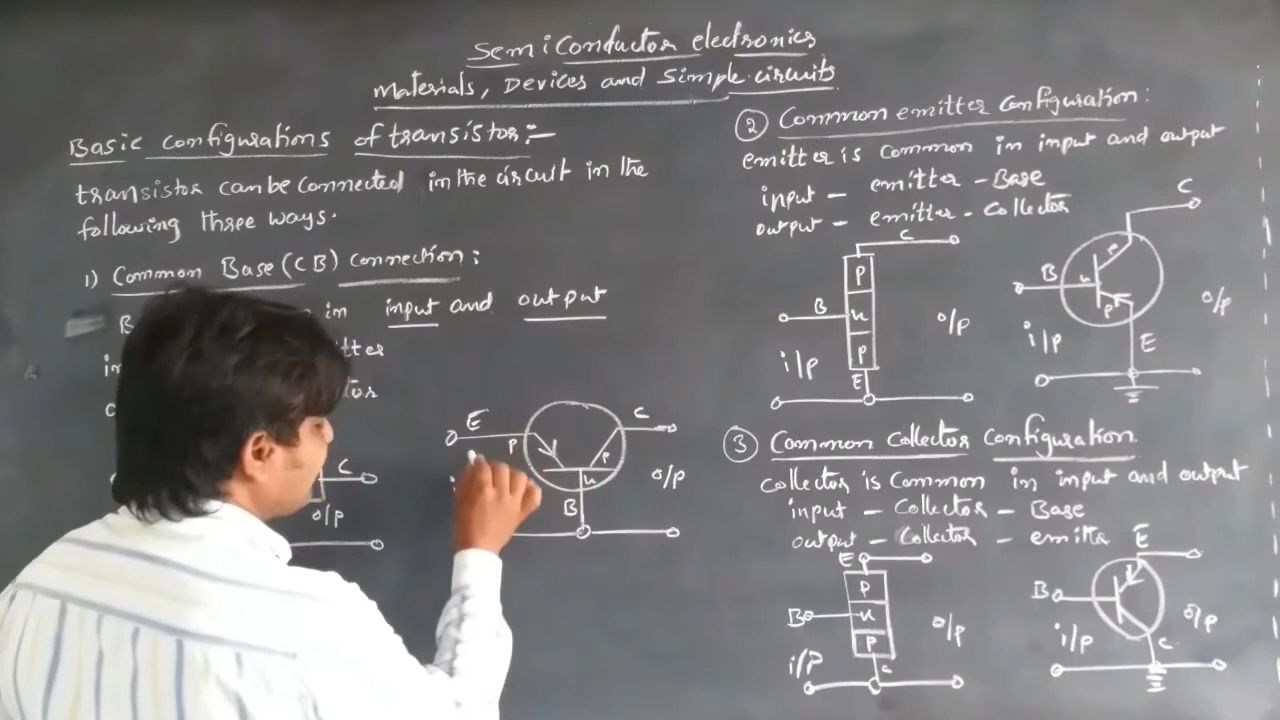 Semiconductor electronics
Materials, Devices and Simple circuits
Basic configurations of transistor:-
transistor can be connected in the circuit in the
following three ways.
1) Common Base (CB) connection:
B in input and output
in
tter
tor
C
o/p
E
C
P
P
n
B
o/p
② Common emitter configuration:
emitter is common in input and output
input - emitter - Base
output - emitter - Collector
C
P
B
n
P
E
i/p
o/p
C
B
n
P
P
E
i/p
o/p
③ Common Collector Configuration
Collector is Common in input and output
input - Collector - Base
output - Collector - emitter
E
P
B
n
P
C
i/p
o/p
E
B
C
i/p
o/p